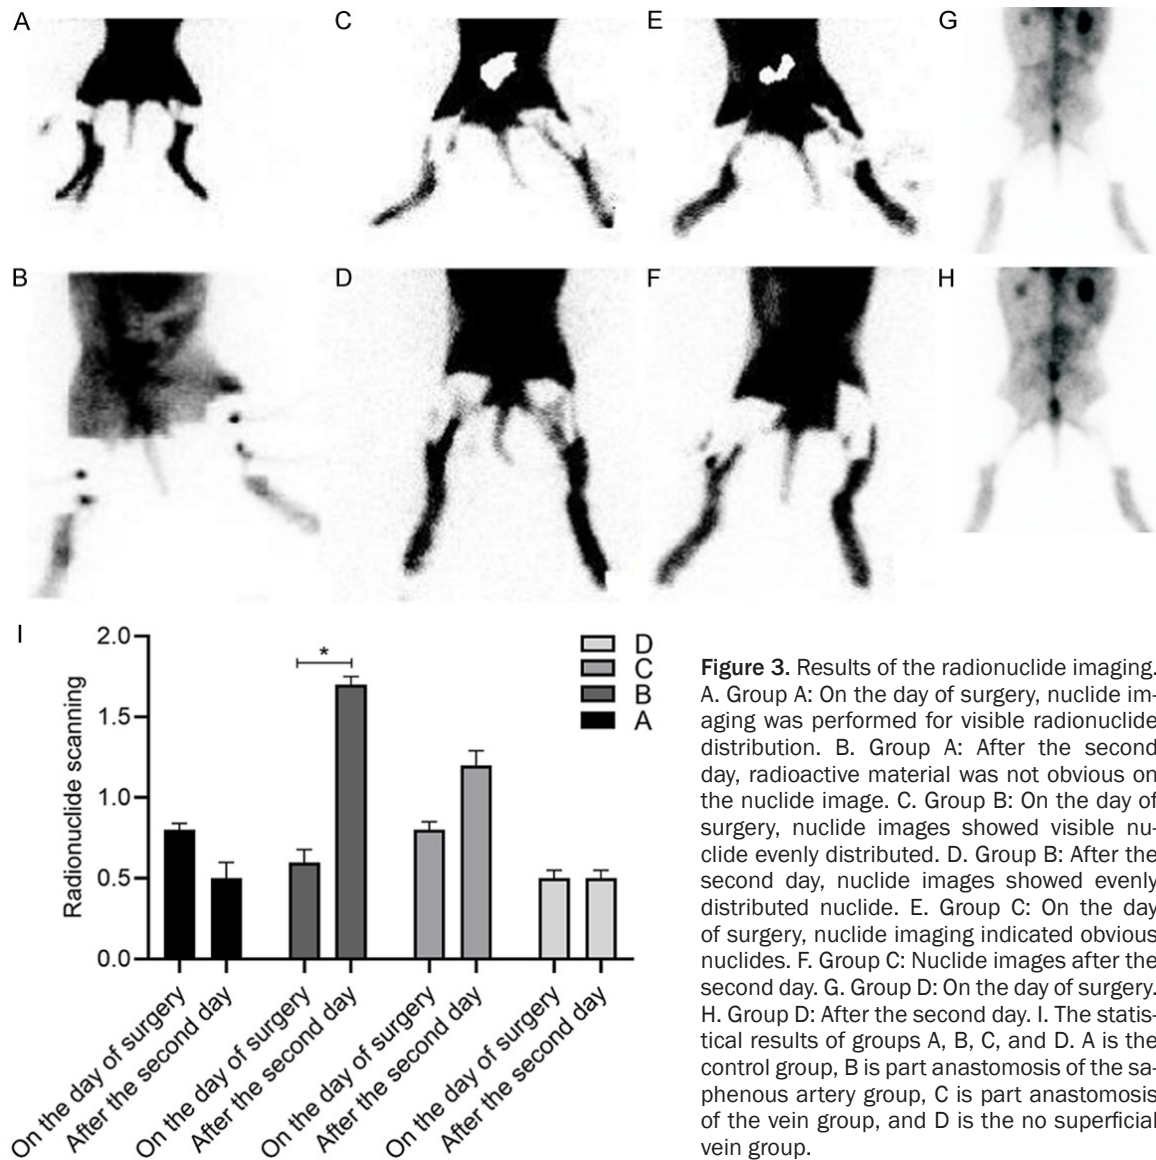 A
C
E
G
B
D
F
H
I
2.0
1.5
1.0
0.5
0.0
Radionuclide scanning
*
D
C
B
A
On the day of surgery
After the second day
On the day of surgery
After the second day
On the day of surgery
After the second day
On the day of surgery
After the second day
Figure 3. Results of the radionuclide imaging.
A. Group A: On the day of surgery, nuclide im-
aging was performed for visible radionuclide
distribution. B. Group A: After the second
day, radioactive material was not obvious on
the nuclide image. C. Group B: On the day of
surgery, nuclide images showed visible nu-
clide evenly distributed. D. Group B: After the
second day, nuclide images showed evenly
distributed nuclide. E. Group C: On the day
of surgery, nuclide imaging indicated obvious
nuclides. F. Group C: Nuclide images after the
second day. G. Group D: On the day of surgery.
H. Group D: After the second day. I. The statis-
tical results of groups A, B, C, and D. A is the
control group, B is part anastomosis of the sa-
phenous artery group, C is part anastomosis
of the vein group, and D is the no superficial
vein group.